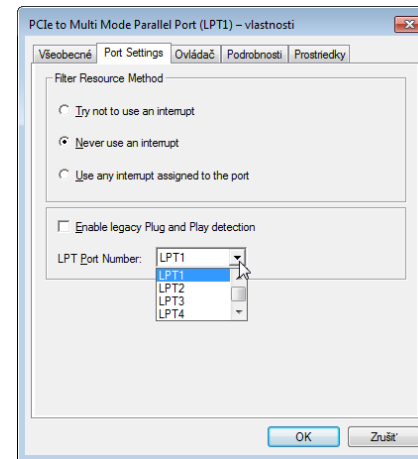 PCIe to Multi Mode Parallel Port (LPT1) – vlastnosti
Všeobecné Port Settings Ovládač Podrobnosti Prostriedky
Filter Resource Method
Try not to use an interrupt
Never use an interrupt
Use any interrupt assigned to the port
Enable legacy Plug and Play detection
LPT Port Number: LPT1
LPT1
LPT2
LPT3
LPT4
OK Zrušiť